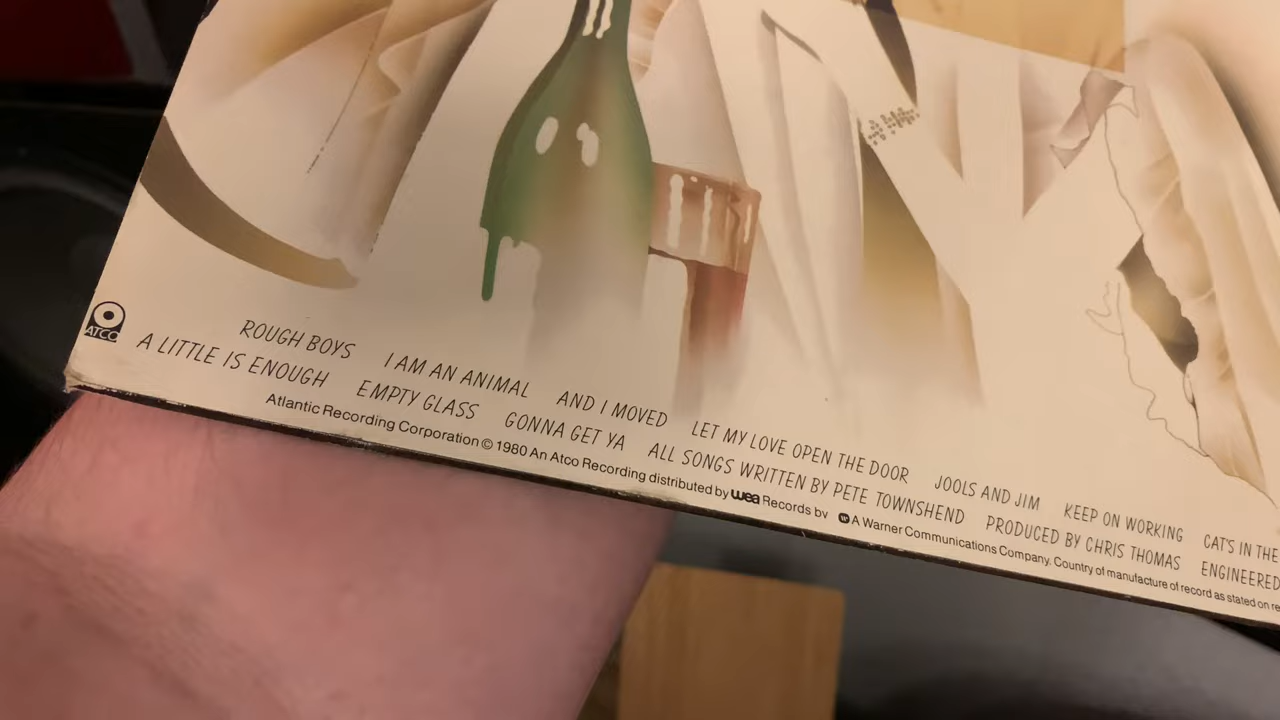 ATCO
ROUGH BOYS I AM AN ANIMAL AND I MOVED LET MY LOVE OPEN THE DOOR JOOLS AND JIM KEEP ON WORKING CAT'S IN THE
A LITTLE IS ENOUGH EMPTY GLASS GONNA GET YA ALL SONGS WRITTEN BY PETE TOWNSHEND PRODUCED BY CHRIS THOMAS ENGINEERED
Atlantic Recording Corporation © 1980 An Atco Recording distributed by wea Records bv A Warner Communications Company. Country of manufacture of record as stated on re